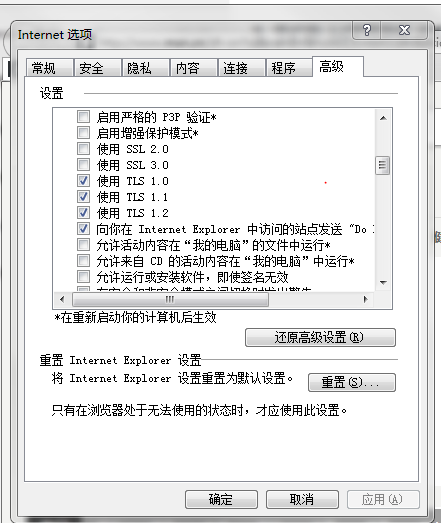 Internet 选项
常规 安全 隐私 内容 连接 程序 高级
设置
启用严格的 P3P 验证*
启用增强保护模式*
使用 SSL 2.0
使用 SSL 3.0
使用 TLS 1.0
使用 TLS 1.1
使用 TLS 1.2
向你在 Internet Explorer 中访问的站点发送 "Do
允许活动内容在“我的电脑”的文件中运行*
允许来自 CD 的活动内容在“我的电脑”中运行*
允许运行或安装软件，即使签名无效
*在重新启动你的计算机后生效
还原高级设置(R)
重置 Internet Explorer 设置
将 Internet Explorer 设置重置为默认设置。
重置(S)...
只有在浏览器处于无法使用的状态时，才应使用此设置。
确定 取消 应用(A)